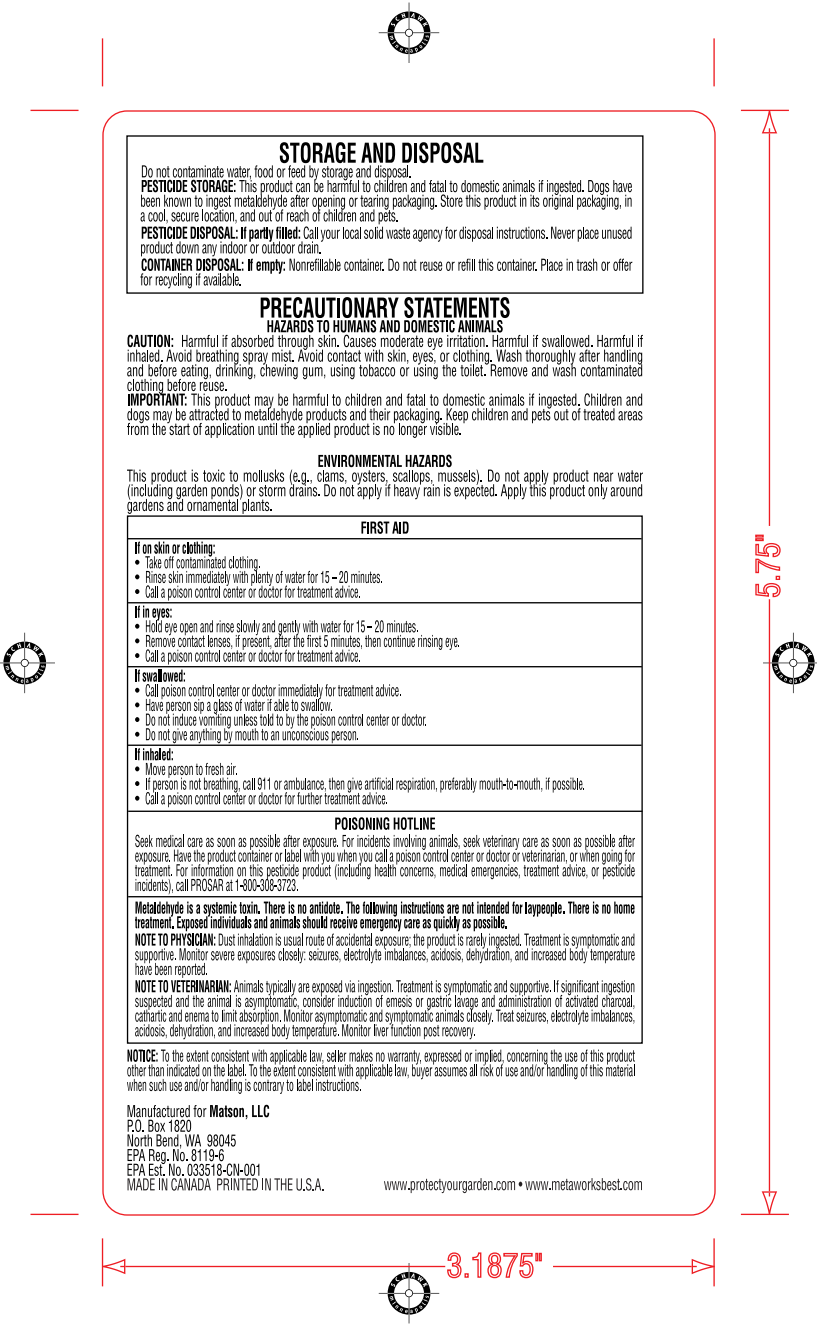 SCHAWK
minneapolis
STORAGE AND DISPOSAL
Do not contaminate water, food or feed by storage and disposal.
PESTICIDE STORAGE: This product can be harmful to children and fatal to domestic animals if ingested. Dogs have
been known to ingest metaldehyde after opening or tearing packaging. Store this product in its original packaging, in
a cool, secure location, and out of reach of children and pets.
PESTICIDE DISPOSAL: If partly filled: Call your local solid waste agency for disposal instructions. Never place unused
product down any indoor or outdoor drain.
CONTAINER DISPOSAL: If empty: Nonrefillable container. Do not reuse or refill this container. Place in trash or offer
for recycling if available.
PRECAUTIONARY STATEMENTS
HAZARDS TO HUMANS AND DOMESTIC ANIMALS
CAUTION: Harmful if absorbed through skin. Causes moderate eye irritation. Harmful if swallowed. Harmful if
inhaled. Avoid breathing spray mist. Avoid contact with skin, eyes, or clothing. Wash thoroughly after handling
and before eating, drinking, chewing gum, using tobacco or using the toilet. Remove and wash contaminated
clothing before reuse.
IMPORTANT: This product may be harmful to children and fatal to domestic animals if ingested. Children and
dogs may be attracted to metaldehyde products and their packaging. Keep children and pets out of treated areas
from the start of application until the applied product is no longer visible.
ENVIRONMENTAL HAZARDS
This product is toxic to mollusks (e.g., clams, oysters, scallops, mussels). Do not apply product near water
(including garden ponds) or storm drains. Do not apply if heavy rain is expected. Apply this product only around
gardens and ornamental plants.
FIRST AID
If on skin or clothing:
• Take off contaminated clothing.
• Rinse skin immediately with plenty of water for 15 – 20 minutes.
• Call a poison control center or doctor for treatment advice.
If in eyes:
• Hold eye open and rinse slowly and gently with water for 15 – 20 minutes.
• Remove contact lenses, if present, after the first 5 minutes, then continue rinsing eye.
• Call a poison control center or doctor for treatment advice.
If swallowed:
• Call poison control center or doctor immediately for treatment advice.
• Have person sip a glass of water if able to swallow.
• Do not induce vomiting unless told to by the poison control center or doctor.
• Do not give anything by mouth to an unconscious person.
If inhaled:
• Move person to fresh air.
• If person is not breathing, call 911 or ambulance, then give artificial respiration, preferably mouth-to-mouth, if possible.
• Call a poison control center or doctor for further treatment advice.
POISONING HOTLINE
Seek medical care as soon as possible after exposure. For incidents involving animals, seek veterinary care as soon as possible after
exposure. Have the product container or label with you when you call a poison control center or doctor or veterinarian, or when going for
treatment. For information on this pesticide product (including health concerns, medical emergencies, treatment advice, or pesticide
incidents), call PROSAR at 1-800-308-3723.
Metaldehyde is a systemic toxin. There is no antidote. The following instructions are not intended for laypeople. There is no home
treatment. Exposed individuals and animals should receive emergency care as quickly as possible.
NOTE TO PHYSICIAN: Dust inhalation is usual route of accidental exposure; the product is rarely ingested. Treatment is symptomatic and
supportive. Monitor severe exposures closely: seizures, electrolyte imbalances, acidosis, dehydration, and increased body temperature
have been reported.
NOTE TO VETERINARIAN: Animals typically are exposed via ingestion. Treatment is symptomatic and supportive. If significant ingestion
suspected and the animal is asymptomatic, consider induction of emesis or gastric lavage and administration of activated charcoal,
cathartic and enema to limit absorption. Monitor asymptomatic and symptomatic animals closely. Treat seizures, electrolyte imbalances,
acidosis, dehydration, and increased body temperature. Monitor liver function post recovery.
NOTICE: To the extent consistent with applicable law, seller makes no warranty, expressed or implied, concerning the use of this product
other than indicated on the label. To the extent consistent with applicable law, buyer assumes all risk of use and/or handling of this material
when such use and/or handling is contrary to label instructions.
Manufactured for Matson, LLC
P.O. Box 1820
North Bend, WA 98045
EPA Reg. No. 8119-6
EPA Est. No. 033518-CN-001
MADE IN CANADA PRINTED IN THE U.S.A. www.protectyourgarden.com • www.metaworksbest.com
5.75"
SCHAWK
minneapolis
SCHAWK
minneapolis
3.1875"
SCHAWK
minneapolis